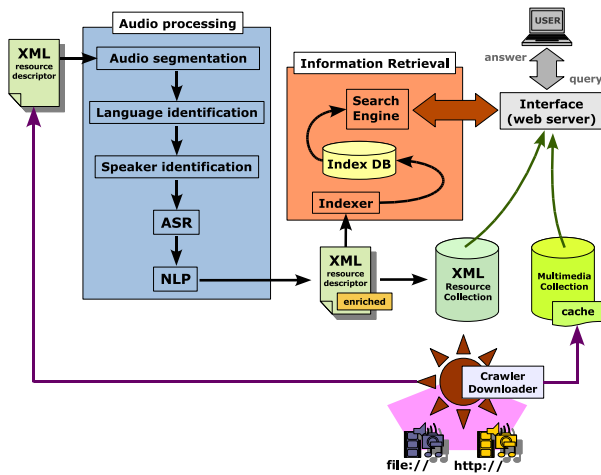 Audio processing
XML
resource
descriptor
Audio segmentation
Language identification
Speaker identification
ASR
NLP
Information Retrieval
Search
Engine
Index DB
Indexer
USER
answer
query
Interface
(web server)
XML
resource
descriptor
enriched
XML
Resource
Collection
Multimedia
Collection
cache
Crawler
Downloader
file://
http://